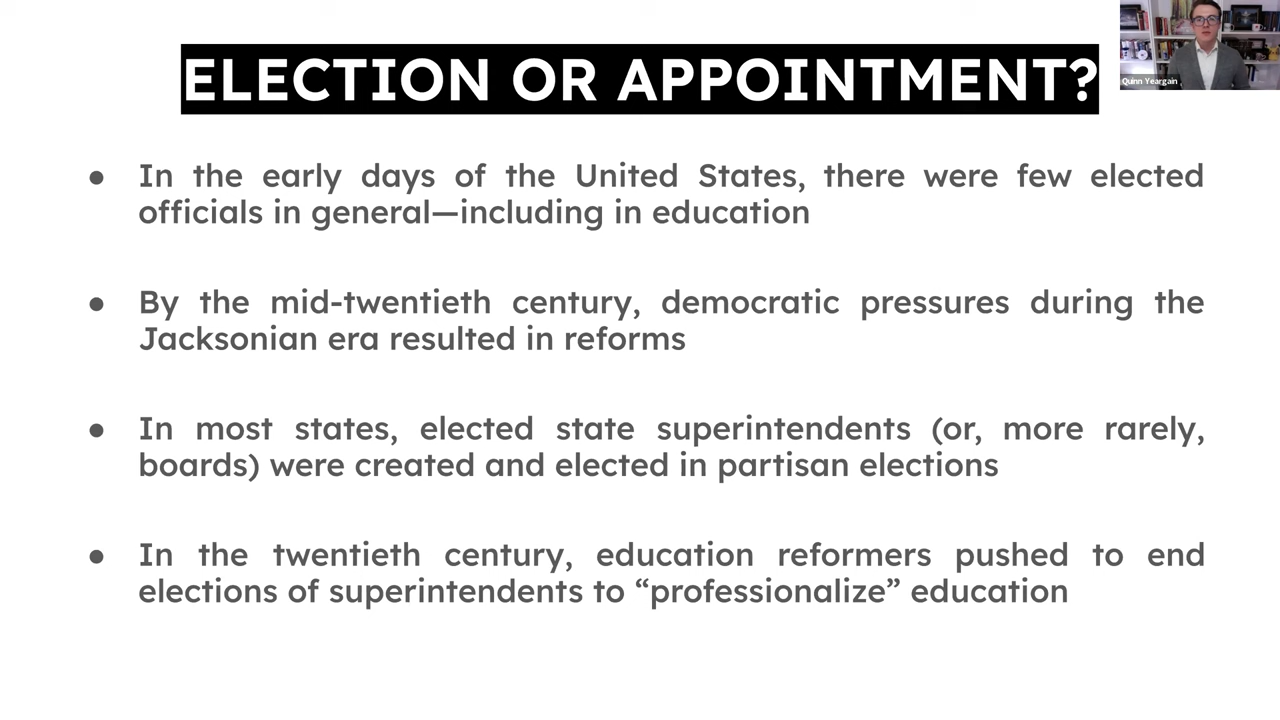 ELECTION OR APPOINTMENT?
Quinn Yeargain
● In the early days of the United States, there were few elected
officials in general—including in education
● By the mid-twentieth century, democratic pressures during the
Jacksonian era resulted in reforms
● In most states, elected state superintendents (or, more rarely,
boards) were created and elected in partisan elections
● In the twentieth century, education reformers pushed to end
elections of superintendents to “professionalize” education